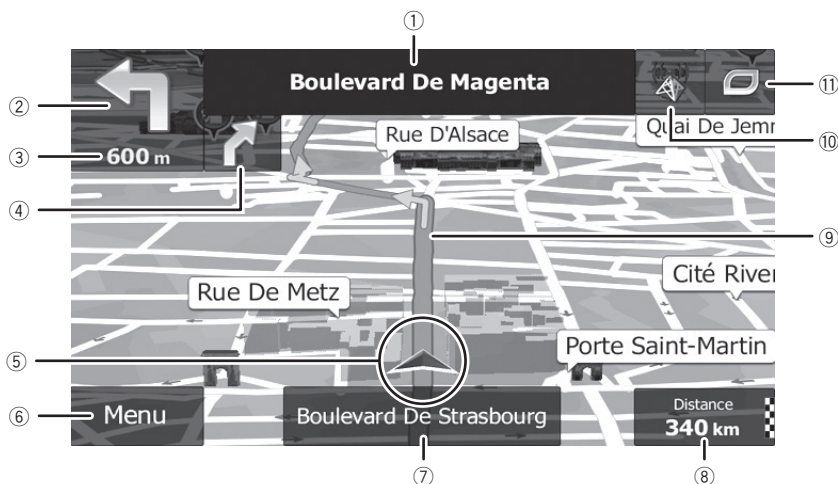 ①
Boulevard De Magenta
②
⑪
Rue D'Alsace
Quai De Jemm
⑩
③
600 m
④
⑨
Cité River
Rue De Metz
⑤
Porte Saint-Martin
⑥
Menu
Boulevard De Strasbourg
Distance
340 km
⑦
⑧